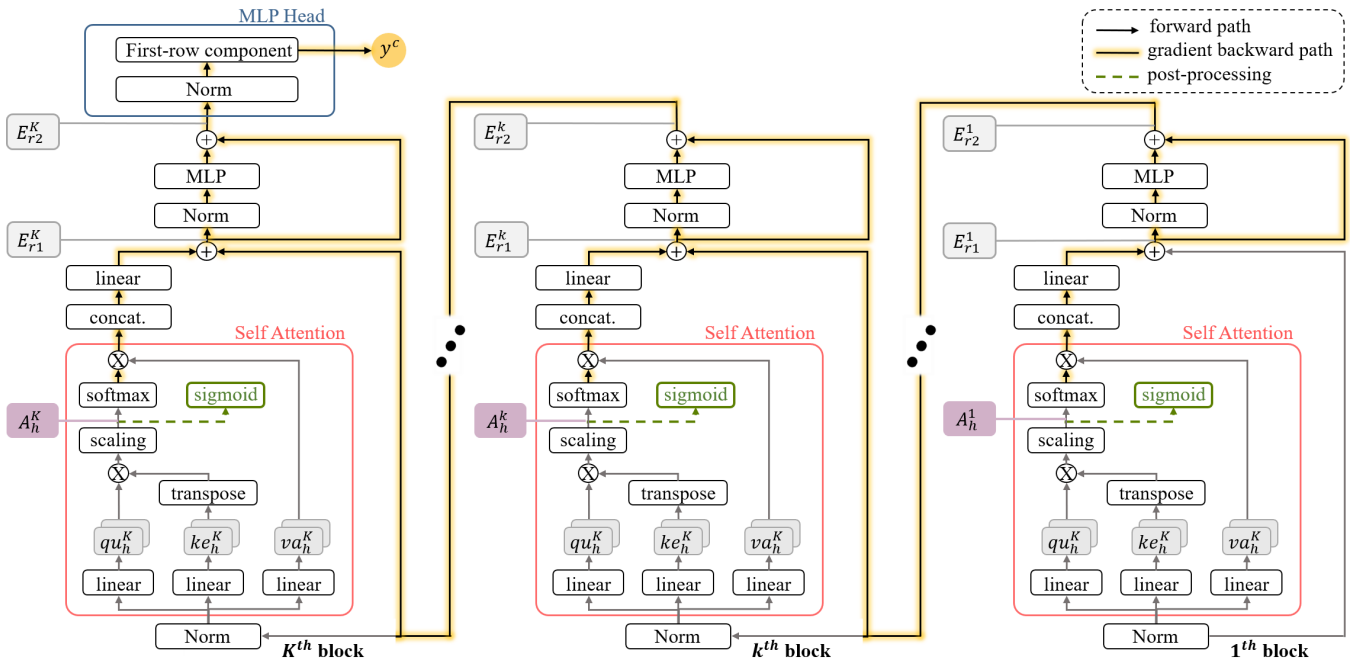 MLP Head
First-row component
y^c
Norm
E_{r2}^K
MLP
Norm
E_{r1}^K
linear
concat.
Self Attention
softmax
sigmoid
A_h^K
scaling
transpose
qu_h^K
ke_h^K
va_h^K
linear
linear
linear
Norm
K^{th} block
E_{r2}^k
MLP
Norm
E_{r1}^k
linear
concat.
Self Attention
softmax
sigmoid
A_h^k
scaling
transpose
qu_h^K
ke_h^K
va_h^K
linear
linear
linear
Norm
k^{th} block
forward path
gradient backward path
post-processing
E_{r2}^1
MLP
Norm
E_{r1}^1
linear
concat.
Self Attention
softmax
sigmoid
A_h^1
scaling
transpose
qu_h^K
ke_h^K
va_h^K
linear
linear
linear
Norm
1^{th} block